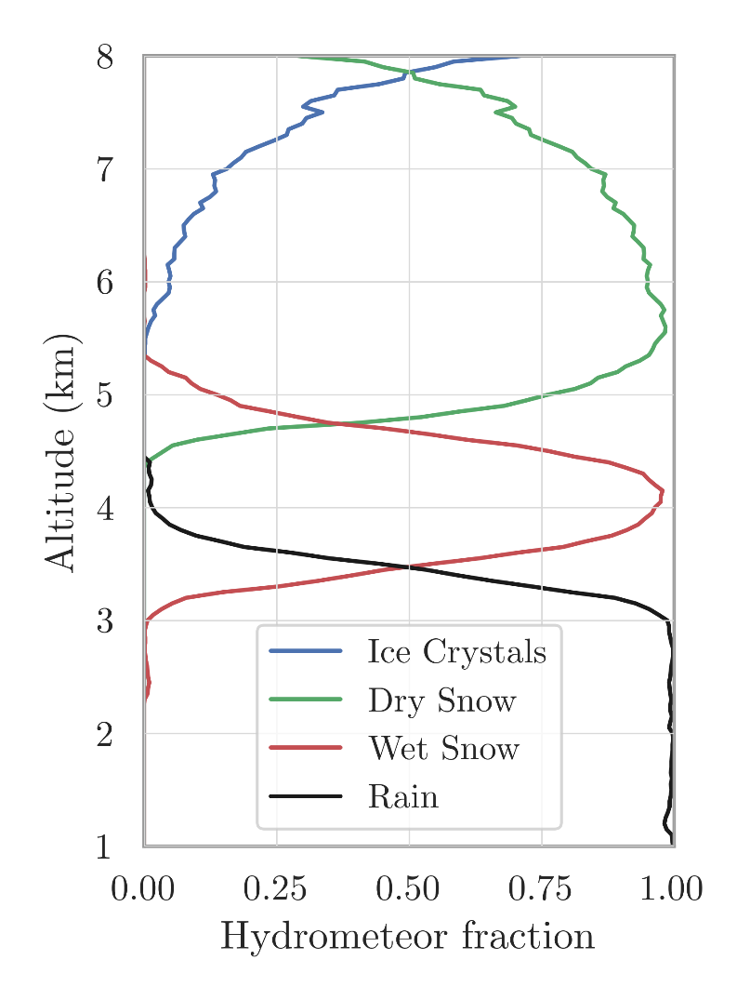 8
7
6
5
4
3
2
1
Altitude (km)
Ice Crystals
Dry Snow
Wet Snow
Rain
0.00 0.25 0.50 0.75 1.00
Hydrometeor fraction